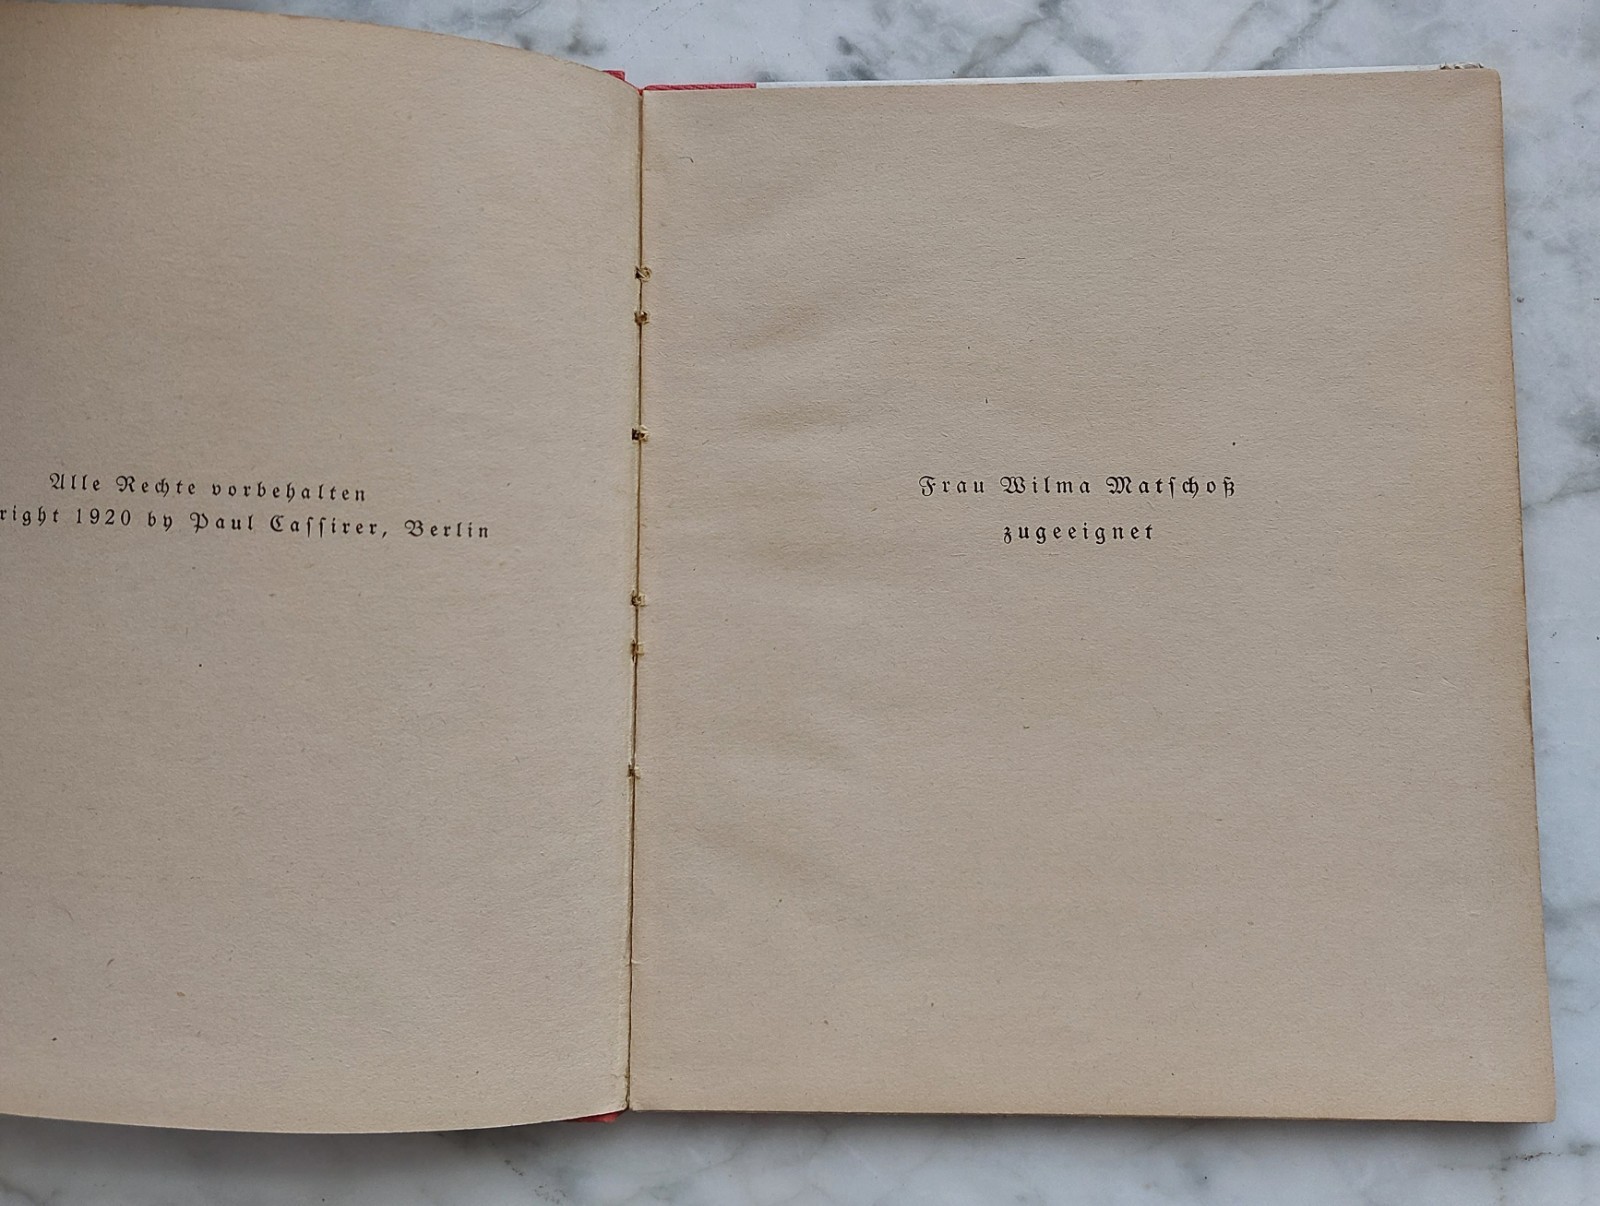 Alle Rechte vorbehalten
right 1920 by Paul Cassirer, Berlin
Frau Wilma Matschoß
zugeeignet